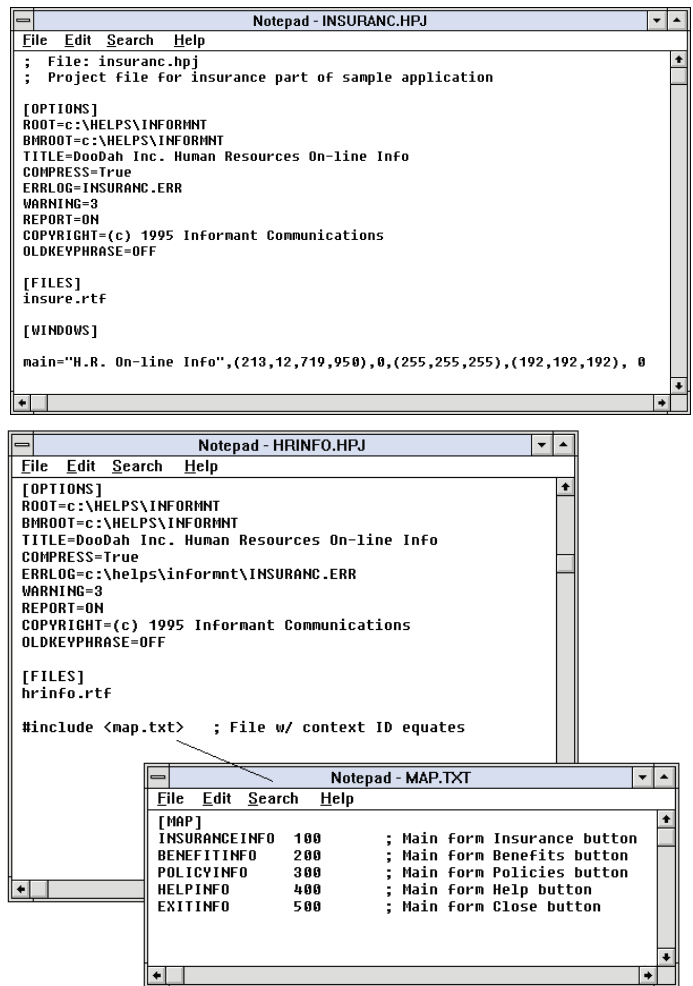 Notepad - INSURANC.HPJ
File Edit Search Help
;  File: insuranc.hpj
;  Project file for insurance part of sample application
[OPTIONS]
ROOT=c:\HELPS\INFORMNT
BMROOT=c:\HELPS\INFORMNT
TITLE=DooDah Inc. Human Resources On-line Info
COMPRESS=True
ERRLOG=INSURANC.ERR
WARNING=3
REPORT=ON
COPYRIGHT=(c) 1995 Informant Communications
OLDKEYPHRASE=OFF
[FILES]
insure.rtf
[WINDOWS]
main="H.R. On-line Info",(213,12,719,950),0,(255,255,255),(192,192,192), 0
Notepad - HRINFO.HPJ
File Edit Search Help
[OPTIONS]
ROOT=c:\HELPS\INFORMNT
BMROOT=c:\HELPS\INFORMNT
TITLE=DooDah Inc. Human Resources On-line Info
COMPRESS=True
ERRLOG=c:\helps\informnt\INSURANC.ERR
WARNING=3
REPORT=ON
COPYRIGHT=(c) 1995 Informant Communications
OLDKEYPHRASE=OFF
[FILES]
hrinfo.rtf
#include <map.txt>   ; File w/ context ID equates
Notepad - MAP.TXT
File Edit Search Help
[MAP]
INSURANCEINFO  100       ; Main form Insurance button
BENEFITINFO    200       ; Main form Benefits button
POLICYINFO     300       ; Main form Policies button
HELPINFO       400       ; Main form Help button
EXITINFO       500       ; Main form Close button